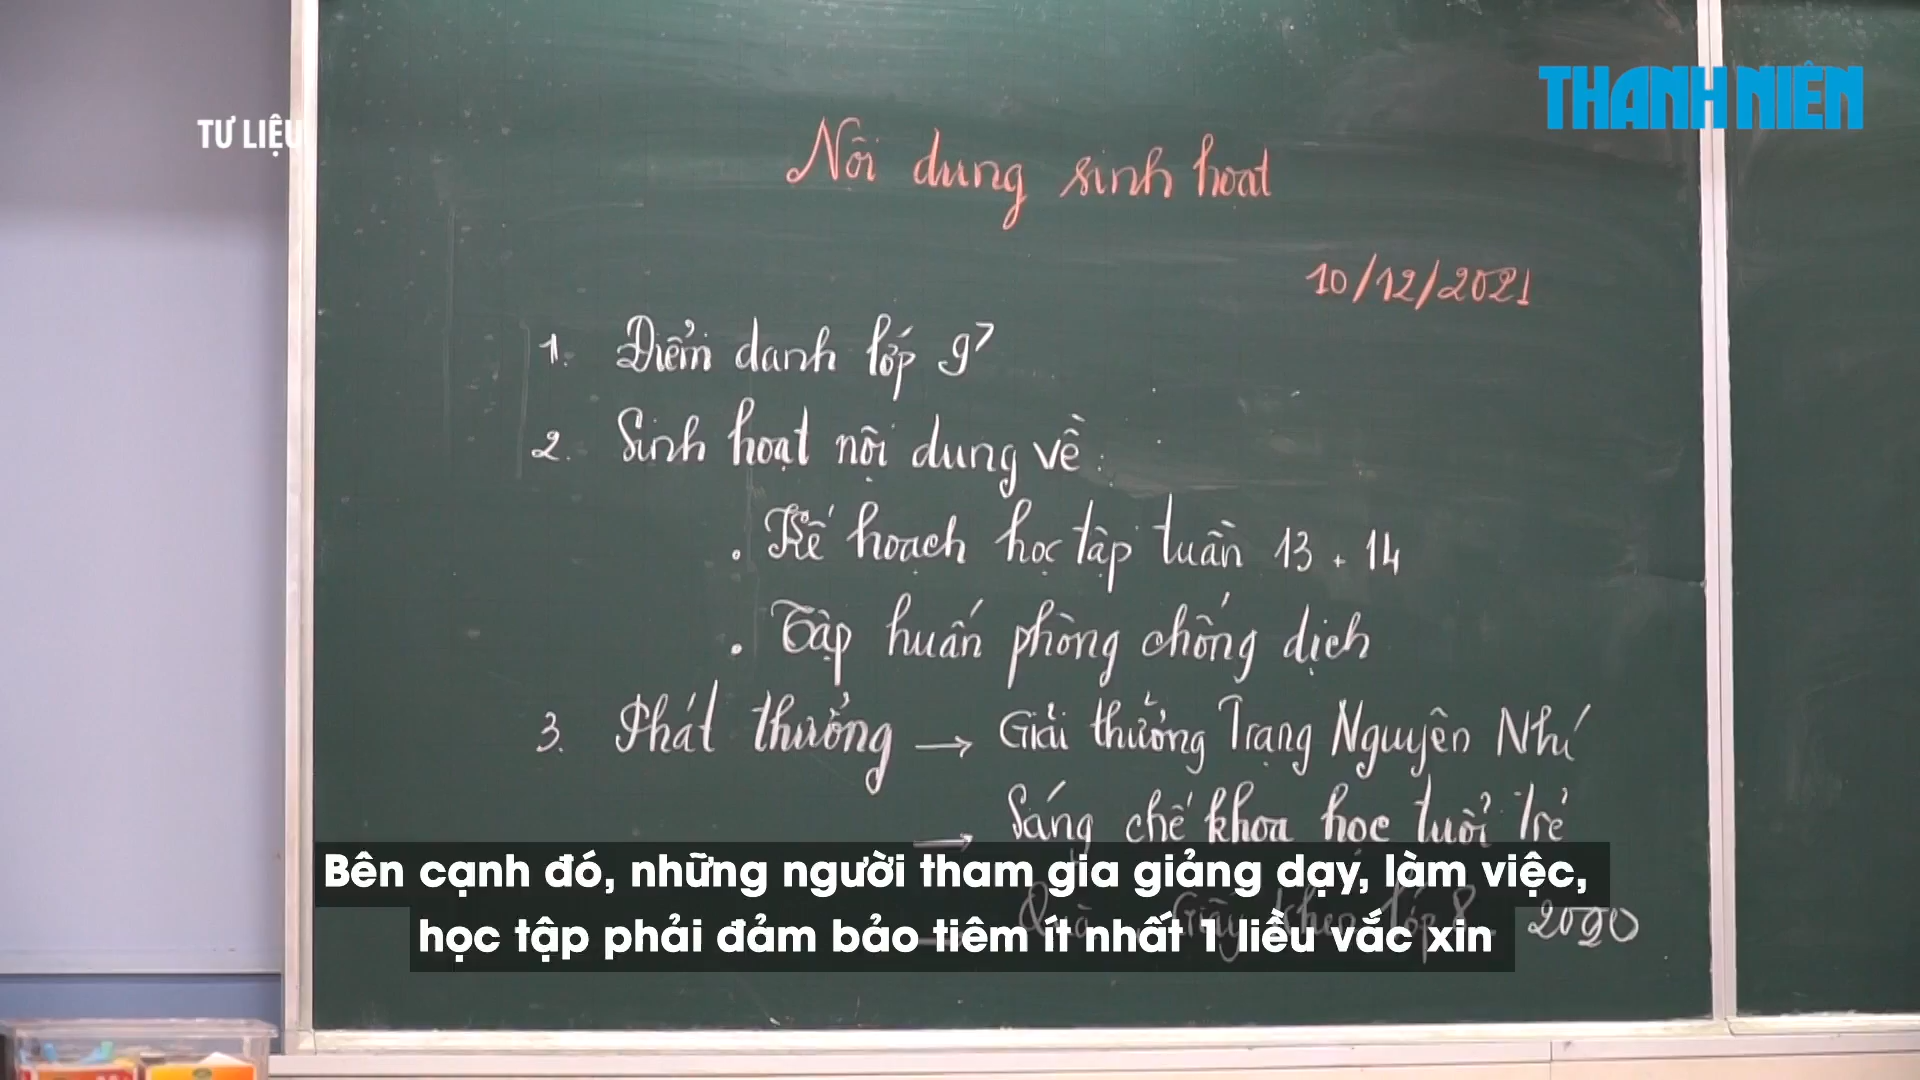 THANH NIÊN
TƯ LIỆU
Nội dung sinh hoạt
10/12/2021
1. Điểm danh lớp 9⁷
2. Sinh hoạt nội dung về :
. Kế hoạch học tập tuần 13 + 14
. Tập huấn phòng chống dịch
3. Phát thưởng → Giải thưởng Trạng Nguyên Nhí
→ Sáng chế khoa học tuổi trẻ
Bên cạnh đó, những người tham gia giảng dạy, làm việc,
học tập phải đảm bảo tiêm ít nhất 1 liều vắc xin